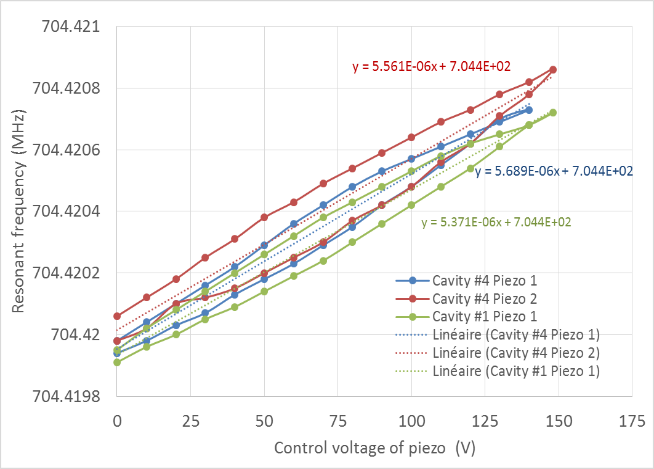 704.421
704.4208
704.4206
704.4204
704.4202
704.42
704.4198
Resonant frequency (MHz)
y = 5.561E-06x + 7.044E+02
y = 5.689E-06x + 7.044E+02
y = 5.371E-06x + 7.044E+02
Cavity #4 Piezo 1
Cavity #4 Piezo 2
Cavity #1 Piezo 1
Linéaire (Cavity #4 Piezo 1)
Linéaire (Cavity #4 Piezo 2)
Linéaire (Cavity #1 Piezo 1)
0 25 50 75 100 125 150 175
Control voltage of piezo (V)